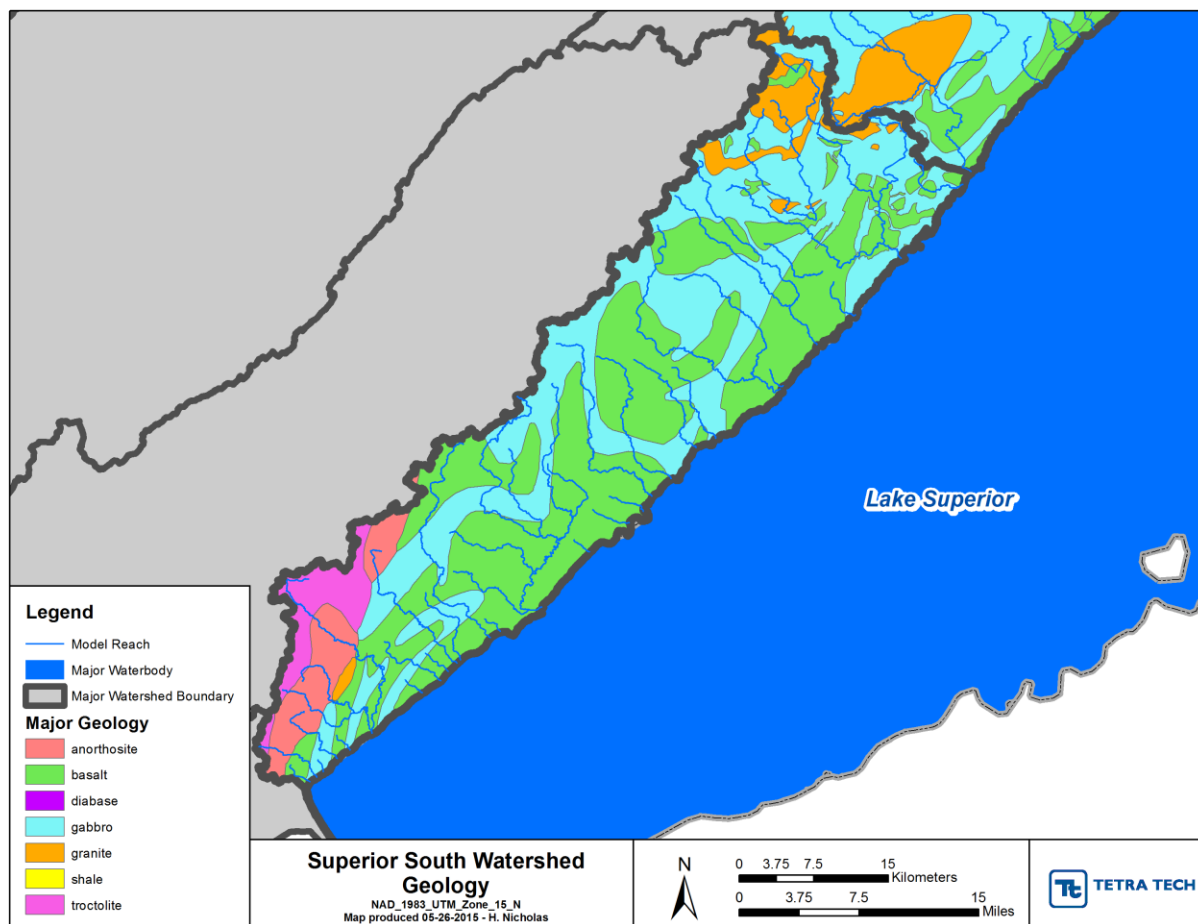 Lake Superior
Legend
Model Reach
Major Waterbody
Major Watershed Boundary
Major Geology
anorthosite
basalt
diabase
gabbro
granite
shale
troctolite
Superior South Watershed
Geology
NAD_1983_UTM_Zone_15_N
Map produced 05-26-2015 - H. Nicholas
N
0 3.75 7.5 15
Kilometers
0 3.75 7.5 15
Miles
Tt TETRA TECH